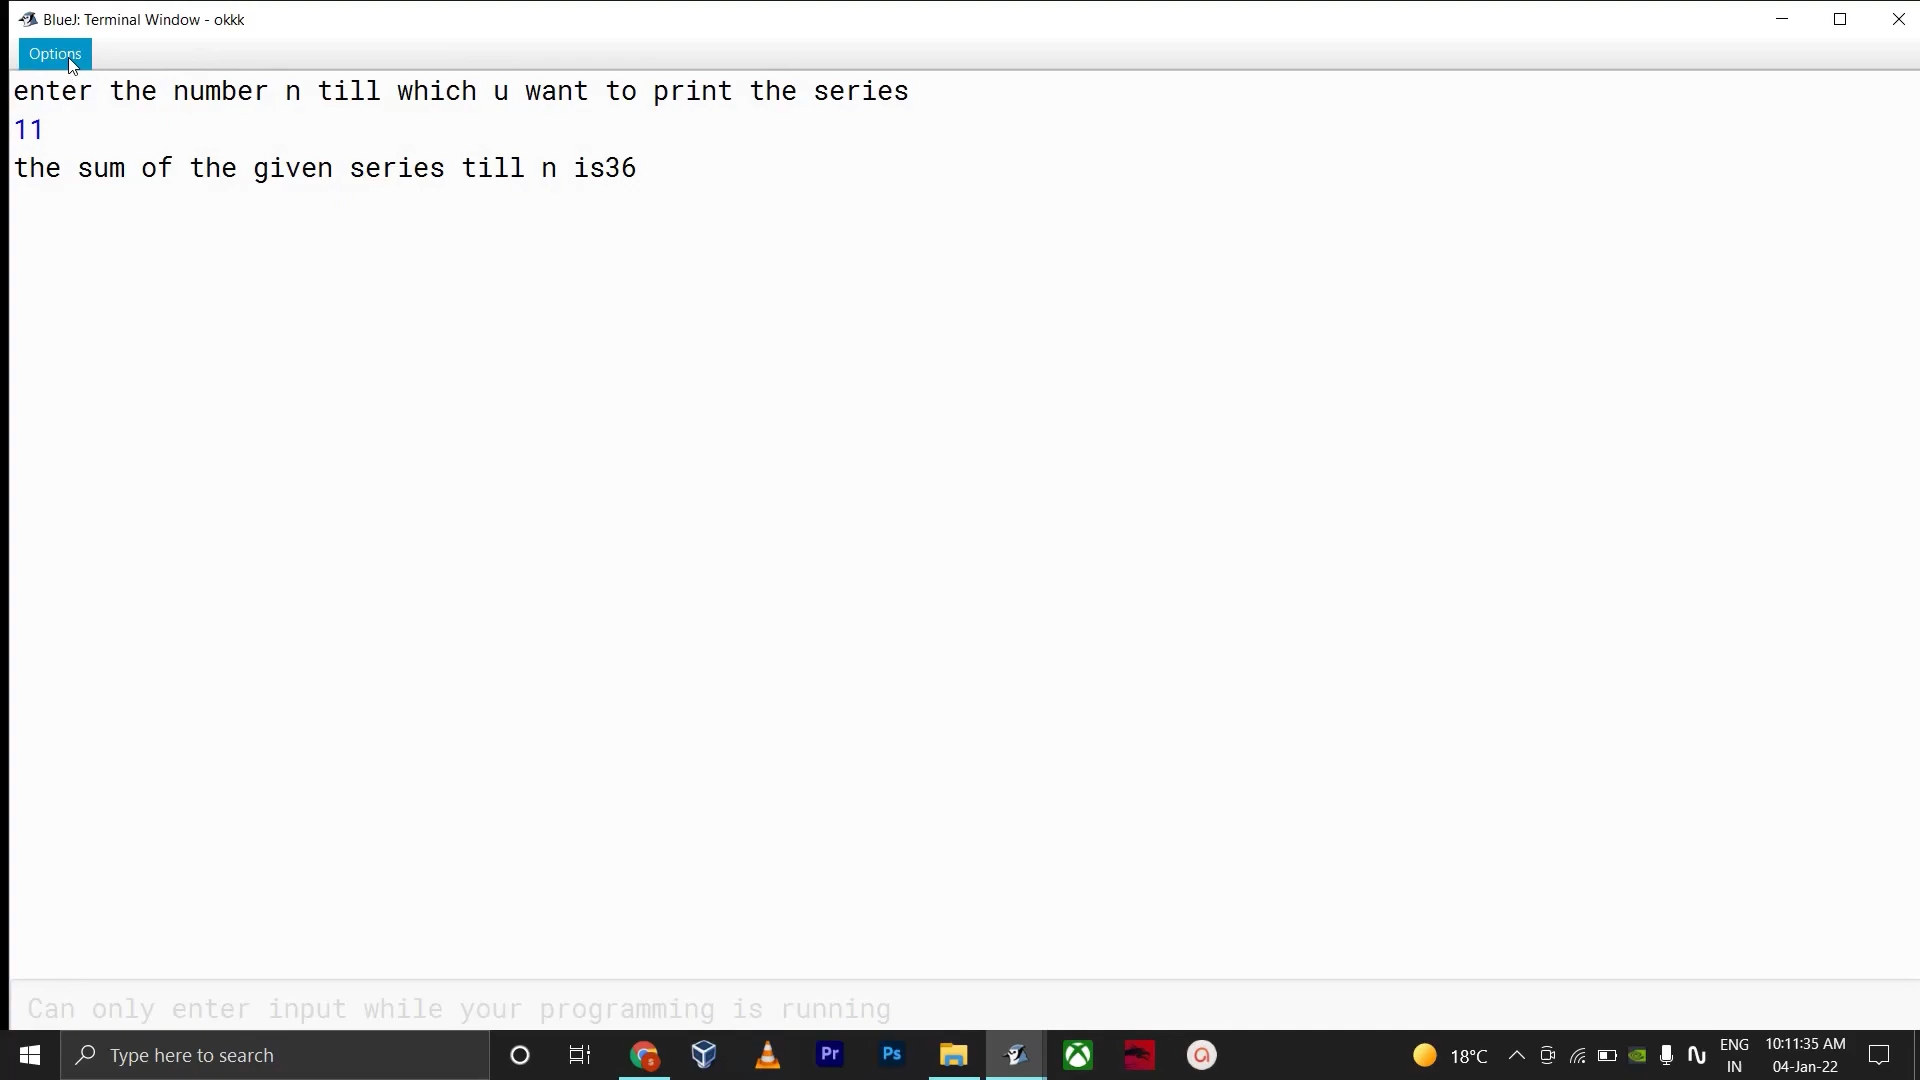 BlueJ: Terminal Window - okkk
Options
enter the number n till which u want to print the series
11
the sum of the given series till n is36
Can only enter input while your programming is running
Type here to search
Pr
Ps
18°C
ENG
IN
10:11:35 AM
04-Jan-22